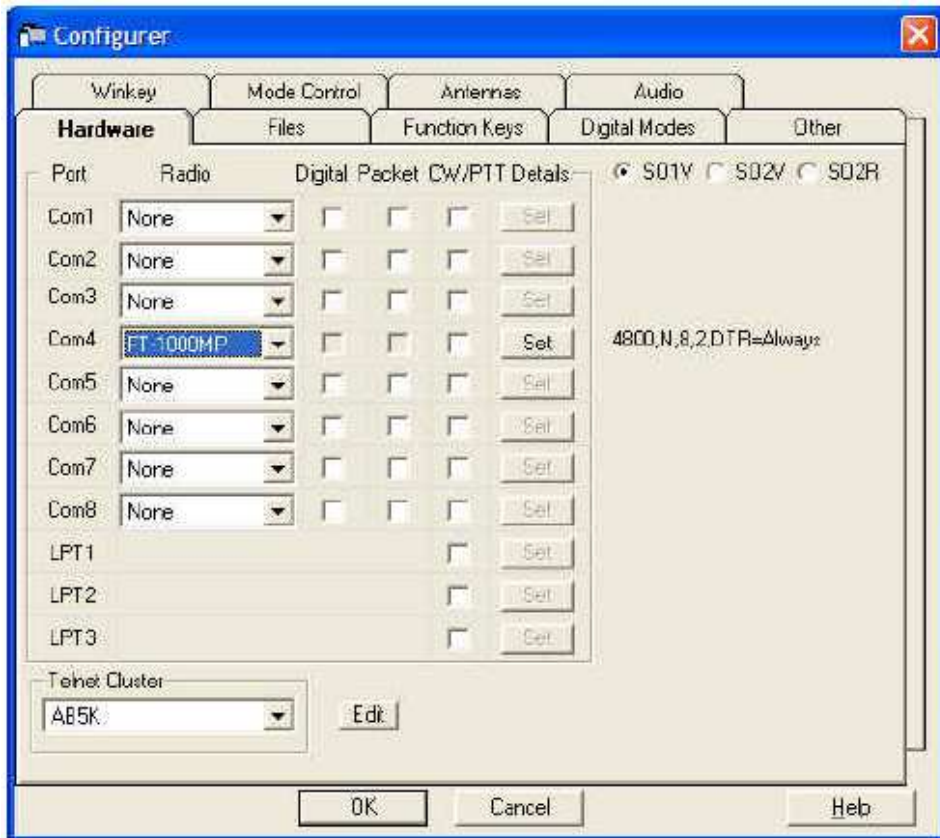 Configurer
Winkey Mode Control Antennas Audio
Hardware Files Function Keys Digital Modes Other
Port Radio Digital Packet CW/PTT Details SO1V SO2V SO2R
Com1 None Set
Com2 None Set
Com3 None Set
Com4 FT-1000MP Set 4800,N,8,2,DTR=Always
Com5 None Set
Com6 None Set
Com7 None Set
Com8 None Set
LPT1 Set
LPT2 Set
LPT3 Set
Telnet Cluster
AB5K Edit
OK Cancel Help